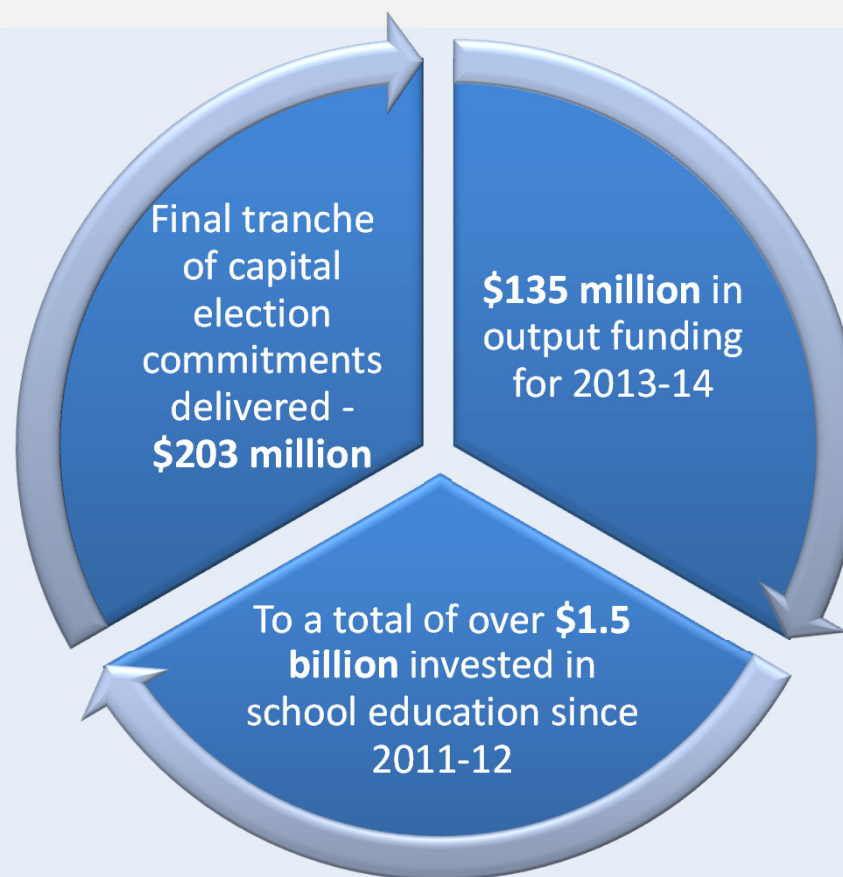 Final tranche
of capital
election
commitments
delivered -
$203 million
$135 million in
output funding
for 2013-14
To a total of over $1.5
billion invested in
school education since
2011-12